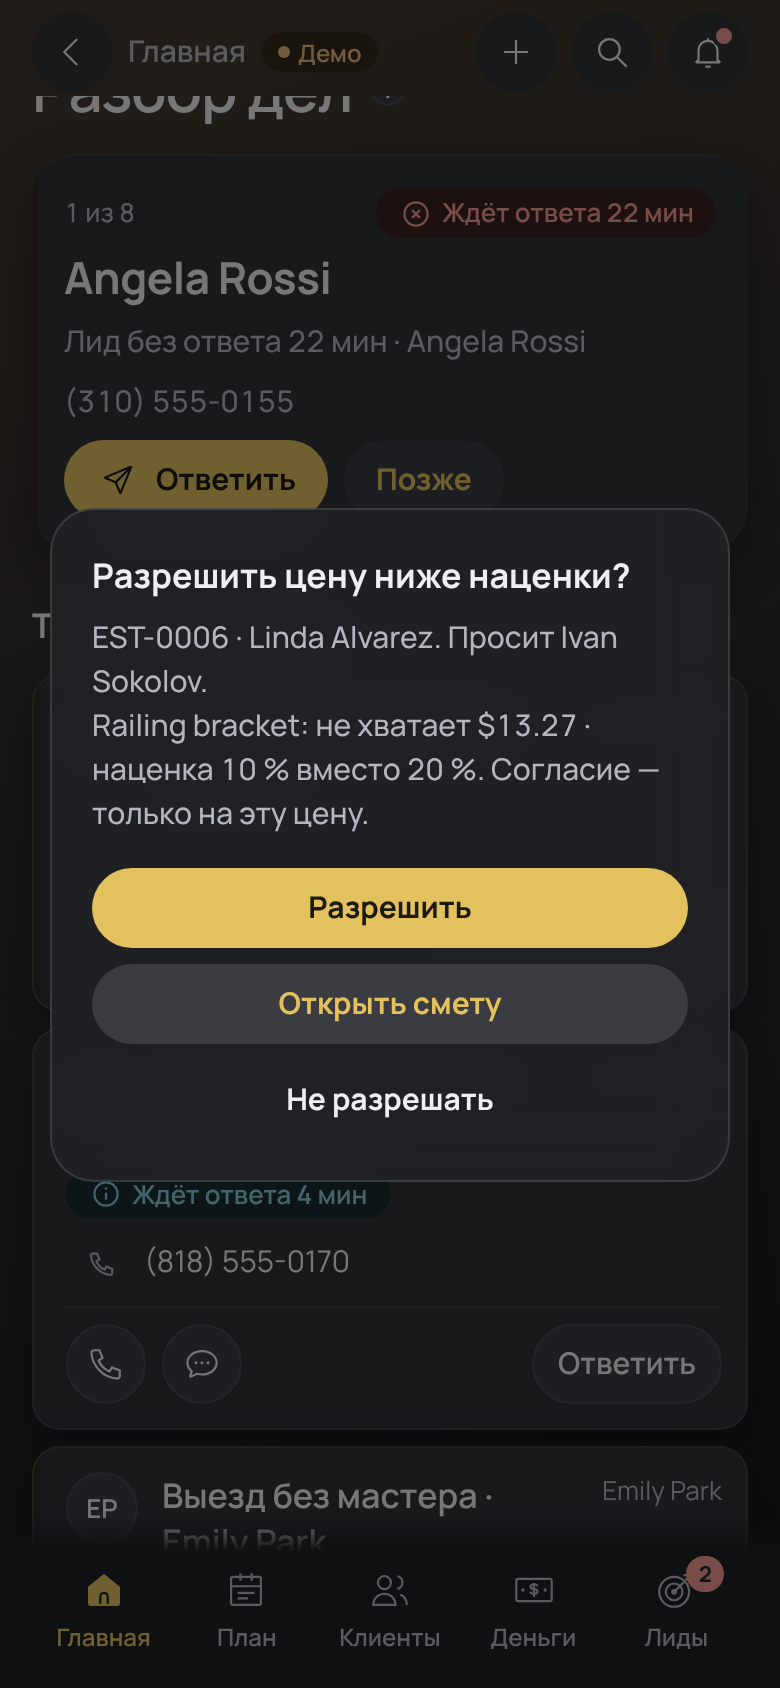 Главная
Демо
Разбор дел
1 из 8
Ждёт ответа 22 мин
Angela Rossi
Лид без ответа 22 мин · Angela Rossi
(310) 555-0155
Ответить
Позже
Т
Разрешить цену ниже наценки?
EST-0006 · Linda Alvarez. Просит Ivan
Sokolov.
Railing bracket: не хватает $13.27 ·
наценка 10 % вместо 20 %. Согласие —
только на эту цену.
Разрешить
Открыть смету
Не разрешать
Ждёт ответа 4 мин
(818) 555-0170
Ответить
EP
Выезд без мастера ·
Emily Park
Emily Park
2
Главная
План
Клиенты
Деньги
Лиды